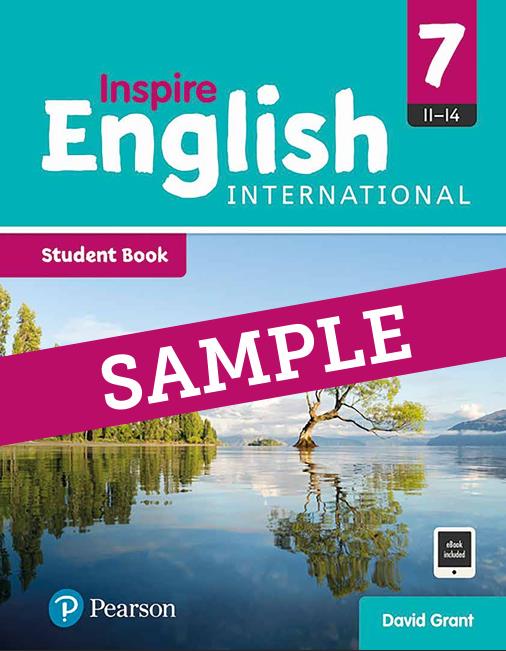 7
11–14
Inspire
English
INTERNATIONAL
Student Book
SAMPLE
eBook
included
Pearson
David Grant